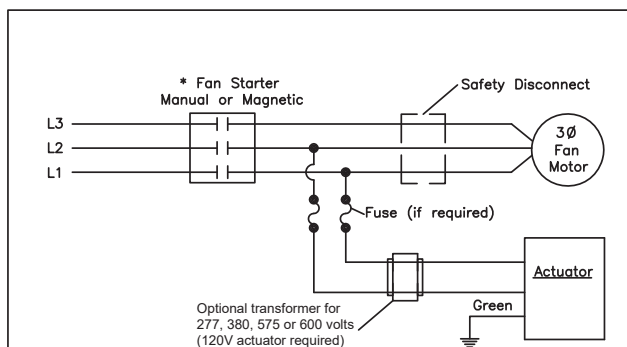 * Fan Starter
Manual or Magnetic
Safety Disconnect
L3
L2
L1
3Ø
Fan
Motor
Fuse (if required)
Actuator
Green
Optional transformer for
277, 380, 575 or 600 volts
(120V actuator required)